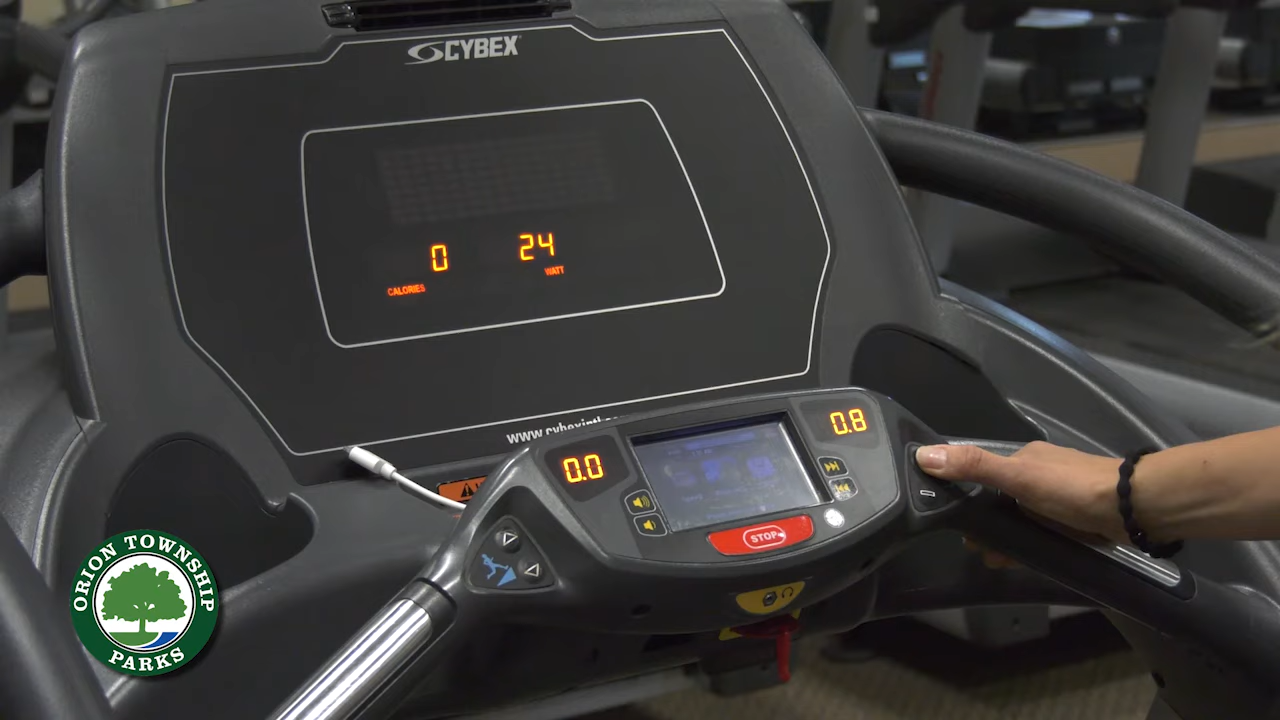 CYBEX
0
24
CALORIES
WATT
0.0
0.8
STOP
ORION TOWNSHIP
PARKS